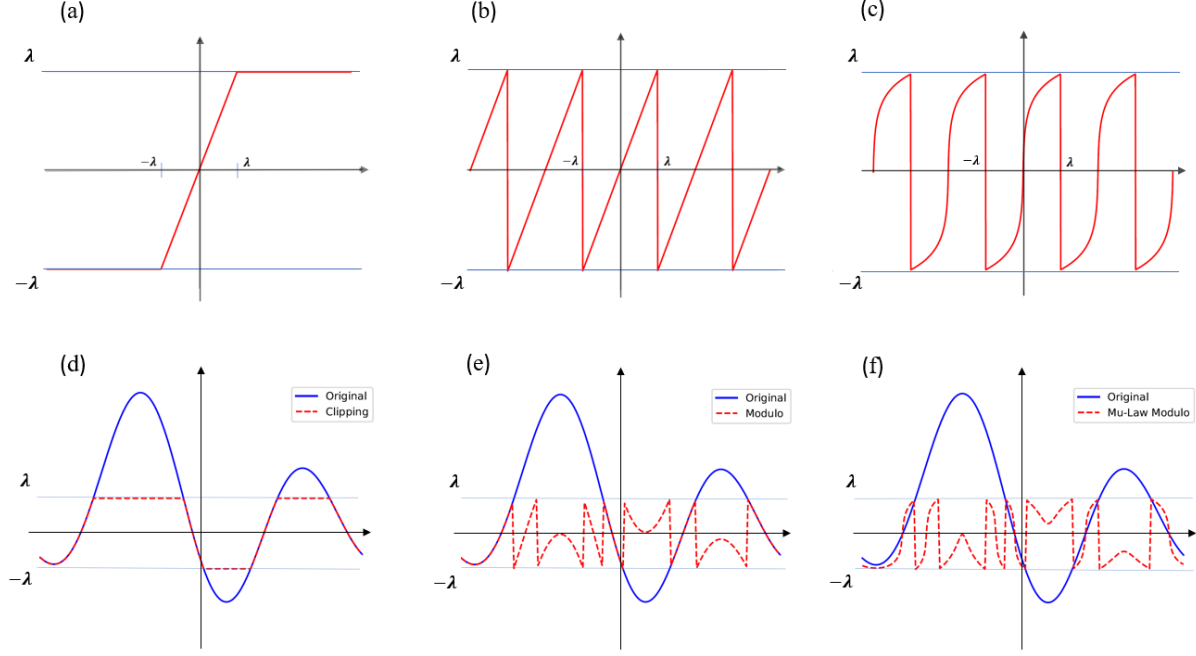 (a)
(b)
(c)
λ
λ
λ
−λ
λ
−λ
λ
−λ
λ
−λ
−λ
−λ
(d)
(e)
(f)
Original
Clipping
Original
Modulo
Original
Mu-Law Modulo
λ
λ
λ
−λ
−λ
−λ